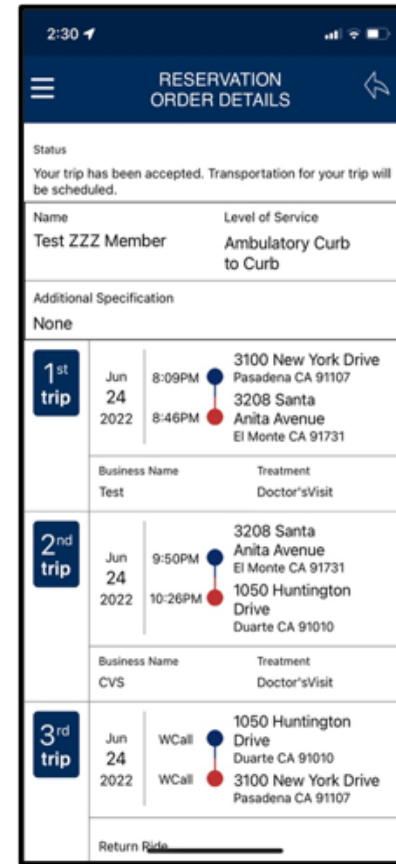 2:30
RESERVATION
ORDER DETAILS
Status
Your trip has been accepted. Transportation for your trip will
be scheduled.
Name Level of Service
Test ZZZ Member Ambulatory Curb
to Curb
Additional Specification
None
1st
trip
Jun
24
2022
8:09PM
8:46PM
3100 New York Drive
Pasadena CA 91107
3208 Santa
Anita Avenue
El Monte CA 91731
Business Name Treatment
Test Doctor'sVisit
2nd
trip
Jun
24
2022
9:50PM
10:26PM
3208 Santa
Anita Avenue
El Monte CA 91731
1050 Huntington
Drive
Duarte CA 91010
Business Name Treatment
CVS Doctor'sVisit
3rd
trip
Jun
24
2022
WCall
WCall
1050 Huntington
Drive
Duarte CA 91010
3100 New York Drive
Pasadena CA 91107
Return Ride